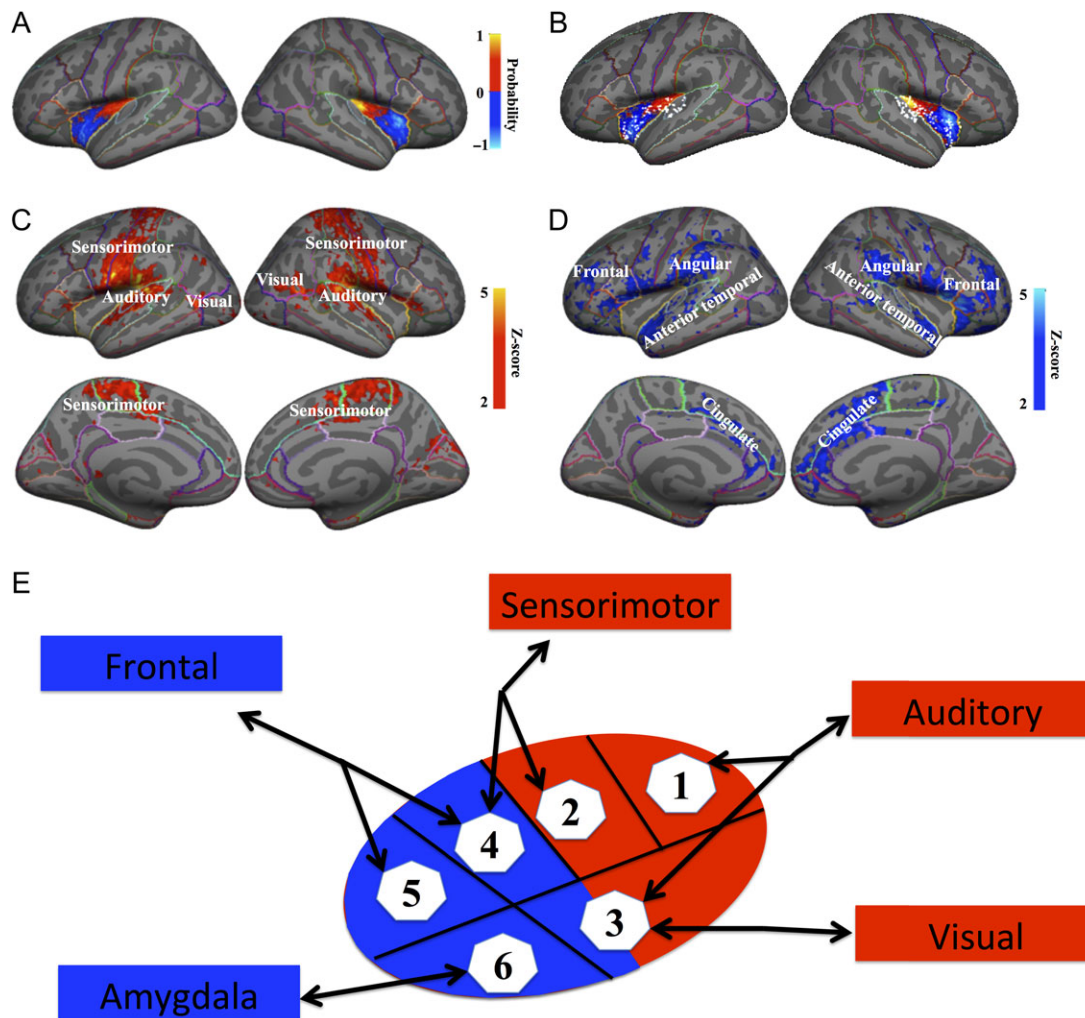 A
B
1
0
-1
Probability
C
D
Sensorimotor
Auditory
Visual
Sensorimotor
Visual
Auditory
5
2
Z-score
Sensorimotor
Sensorimotor
Frontal
Angular
Anterior temporal
Angular
Frontal
Anterior temporal
5
2
Z-score
Cingulate
Cingulate
E
Sensorimotor
Frontal
Auditory
1
2
4
5
3
6
Visual
Amygdala